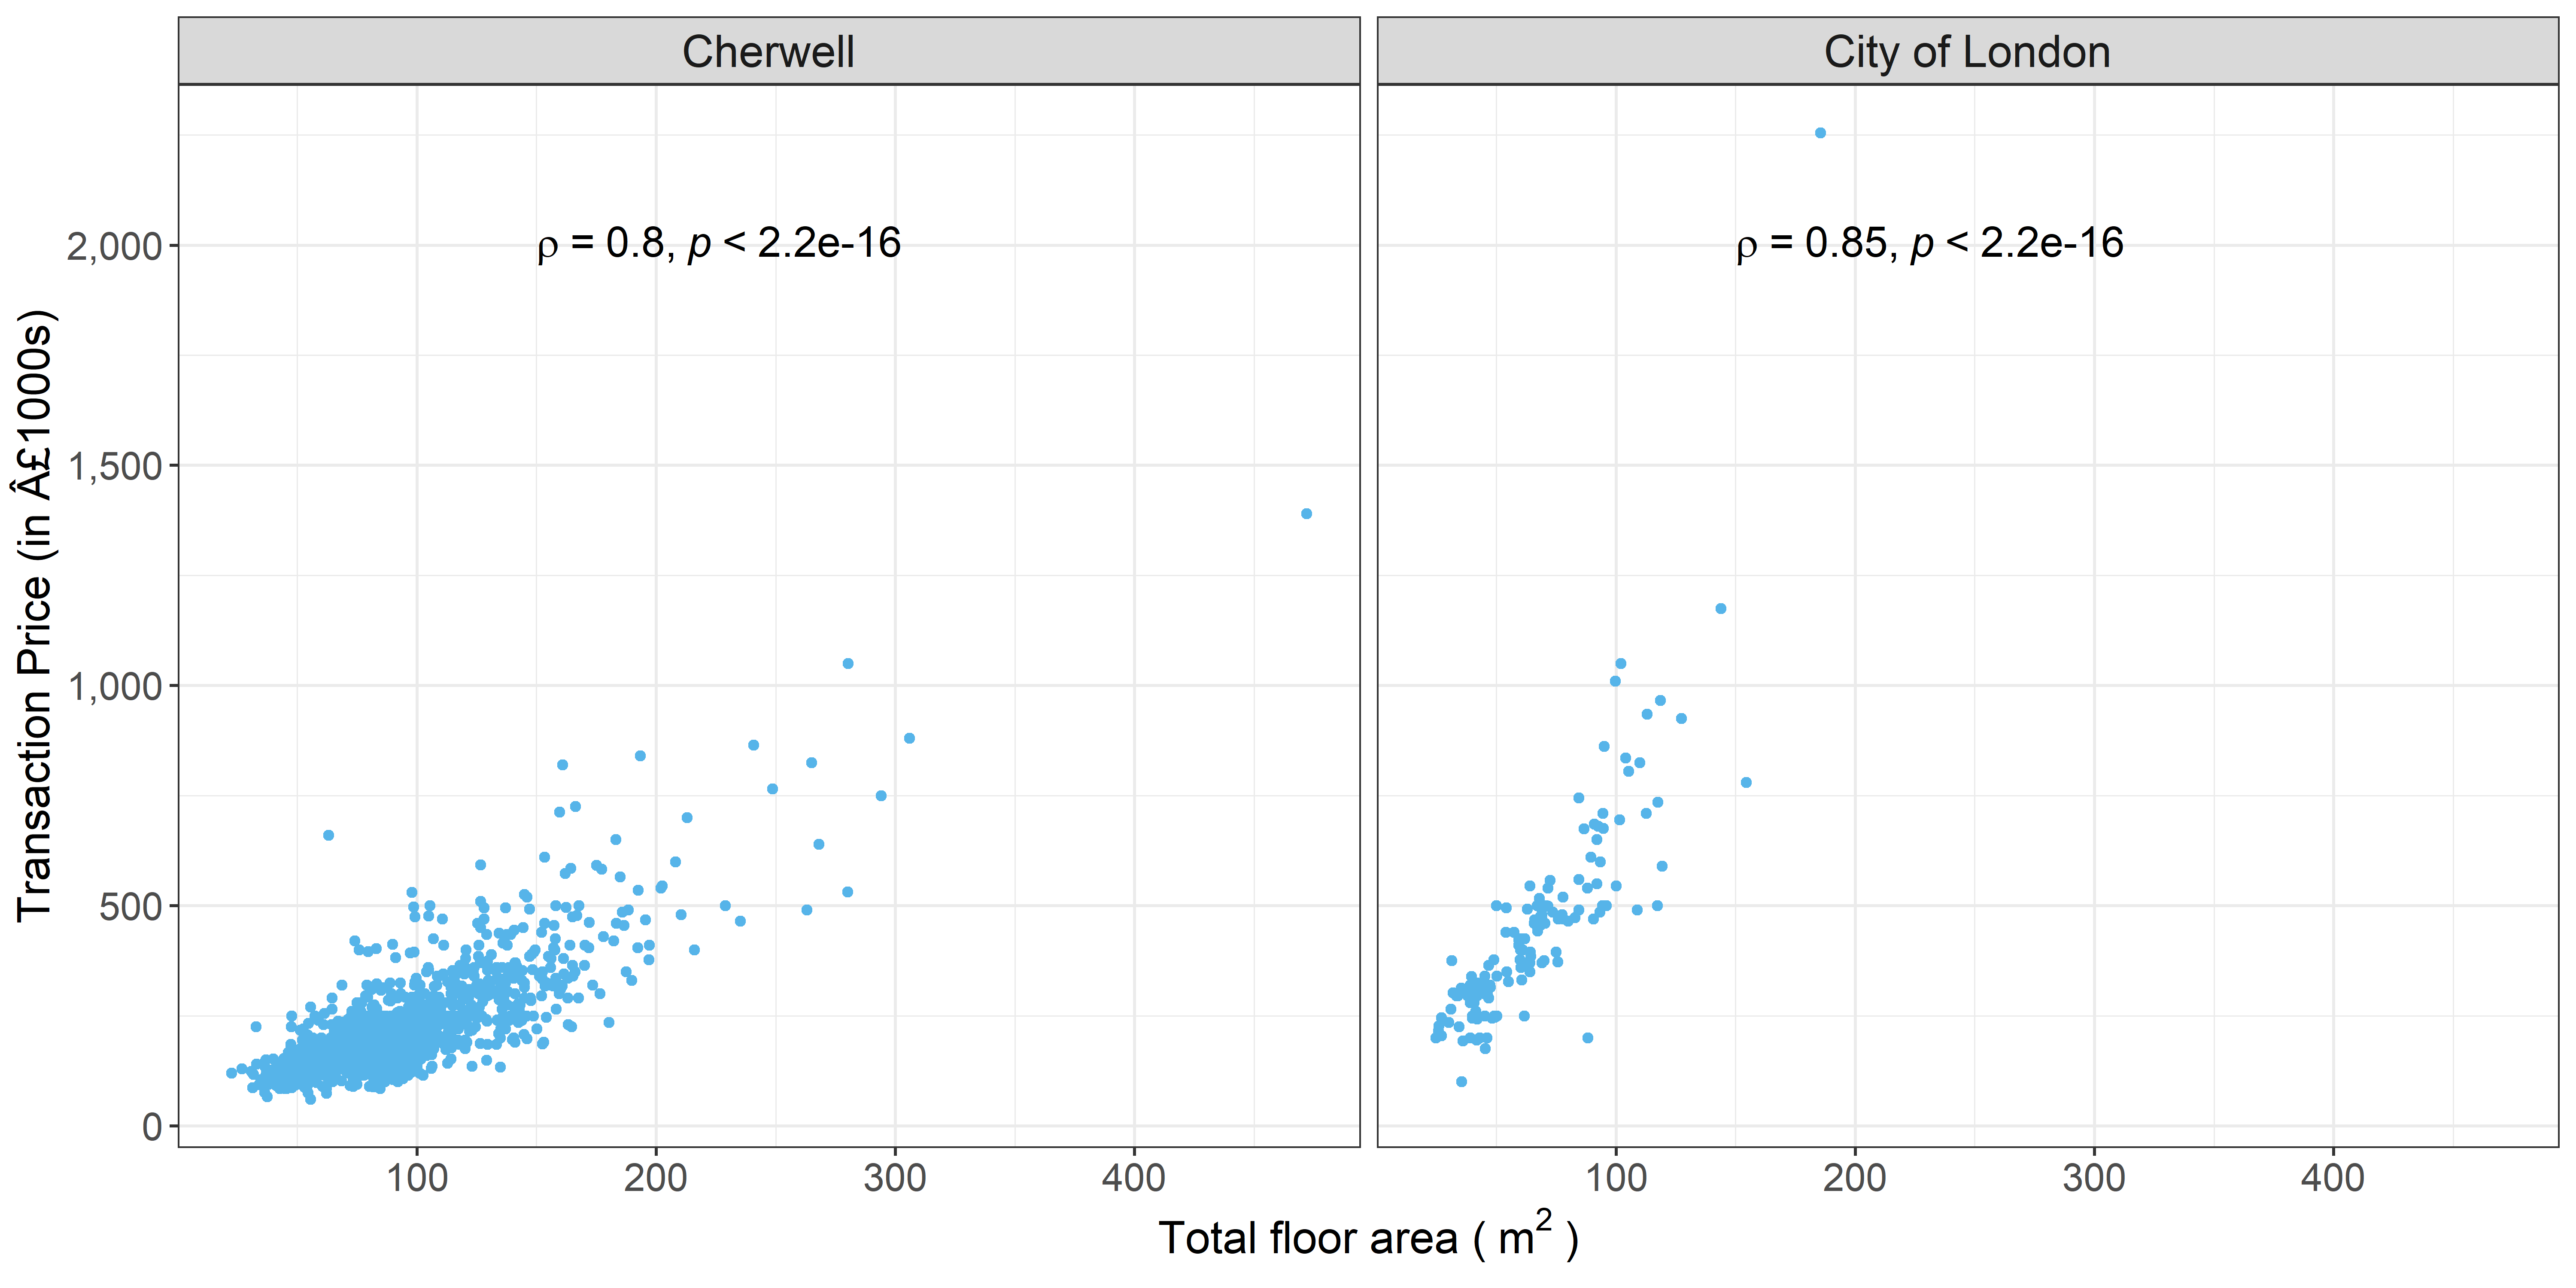 Cherwell
City of London
ρ = 0.8, p < 2.2e-16
ρ = 0.85, p < 2.2e-16
Transaction Price (in Â£1000s)
2,000
1,500
1,000
500
0
100 200 300 400
100 200 300 400
Total floor area ( m² )